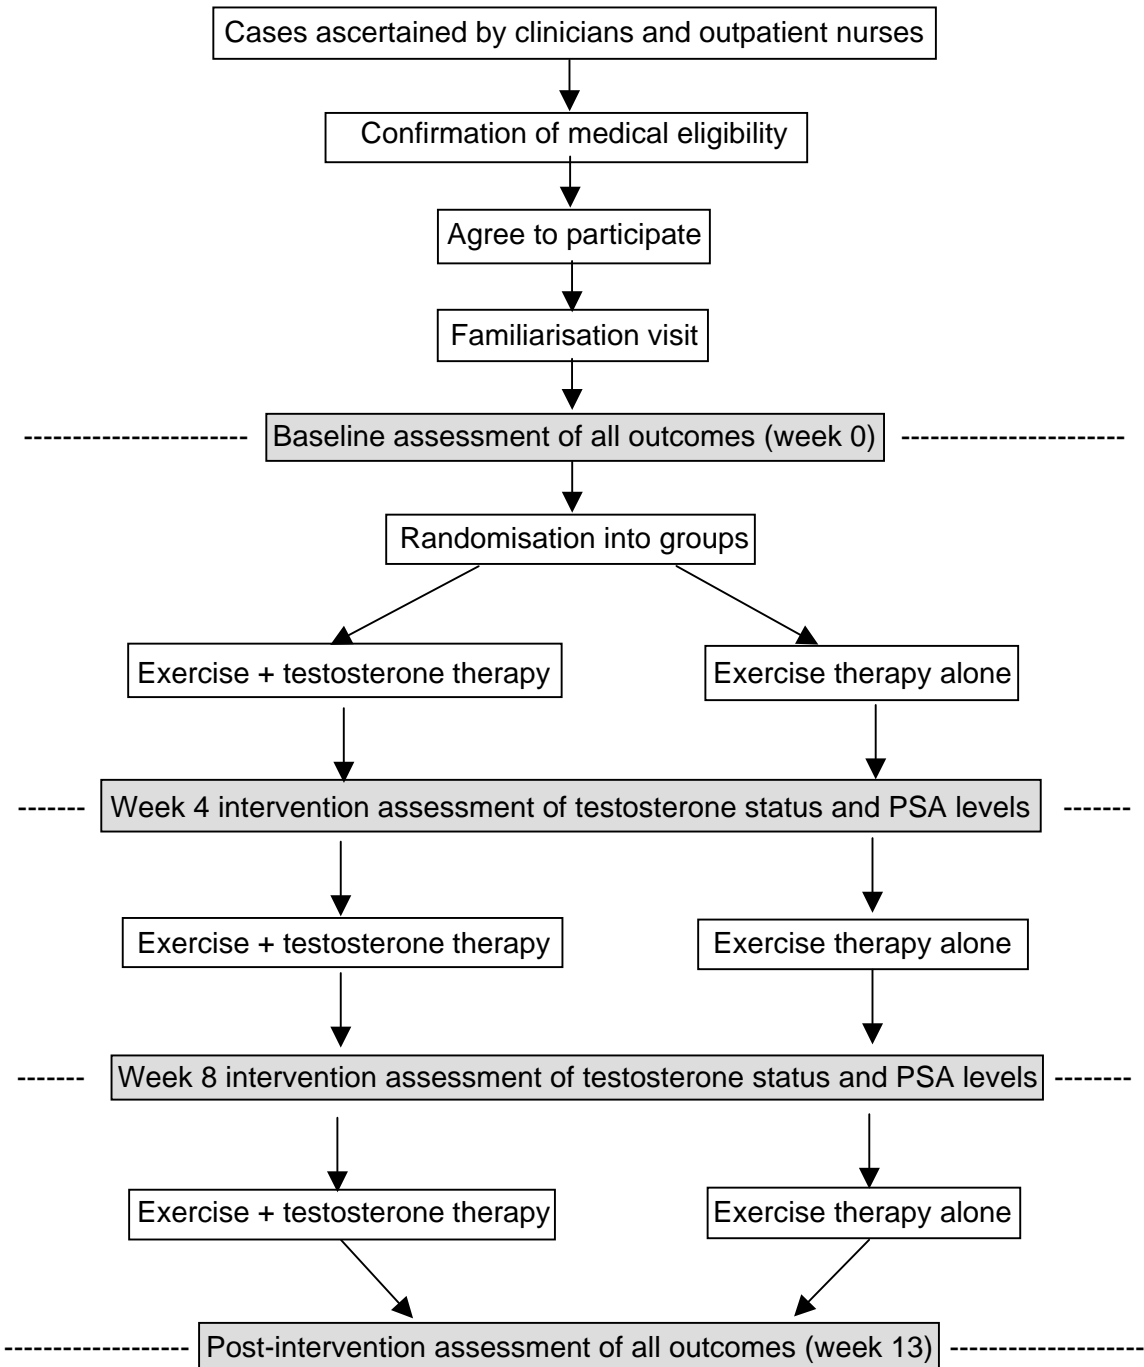 Cases ascertained by clinicians and outpatient nurses
Confirmation of medical eligibility
Agree to participate
Familiarisation visit
Baseline assessment of all outcomes (week 0)
Randomisation into groups
Exercise + testosterone therapy
Exercise therapy alone
Week 4 intervention assessment of testosterone status and PSA levels
Exercise + testosterone therapy
Exercise therapy alone
Week 8 intervention assessment of testosterone status and PSA levels
Exercise + testosterone therapy
Exercise therapy alone
Post-intervention assessment of all outcomes (week 13)